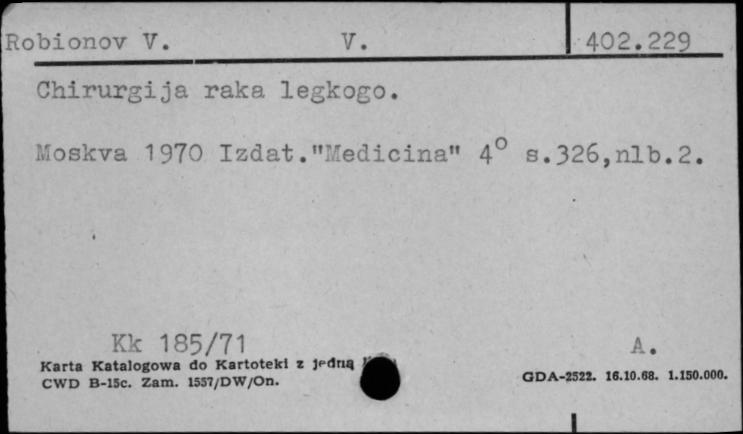 Robionov V. V. 402.229
Chirurgija raka legkogo.
Moskva 1970 Izdat."Medicina" 4° s.326,nlb.2.
Kk 185/71 A.
Karta Katalogowa do Kartoteki z jedną
CWD B-15c. Zam. 1557/DW/On. GDA-2522. 16.10.68. 1.150.000.